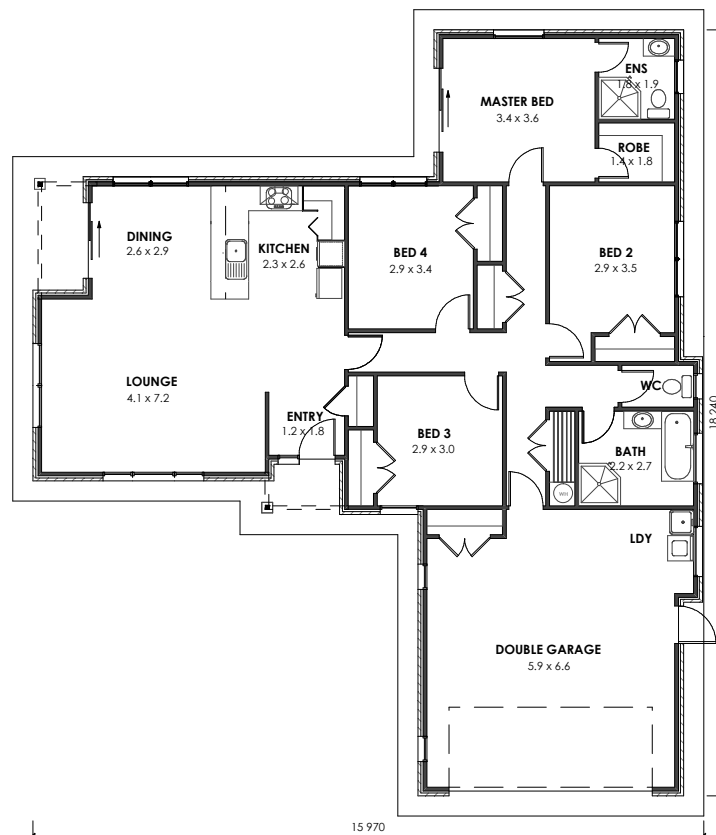 ENS
1.8 x 1.9
MASTER BED
3.4 x 3.6
ROBE
1.4 x 1.8
DINING
2.6 x 2.9
KITCHEN
2.3 x 2.6
BED 4
2.9 x 3.4
BED 2
2.9 x 3.5
LOUNGE
4.1 x 7.2
ENTRY
1.2 x 1.8
BED 3
2.9 x 3.0
WC
BATH
2.2 x 2.7
WH
LDY
DOUBLE GARAGE
5.9 x 6.6
18 240
15 970